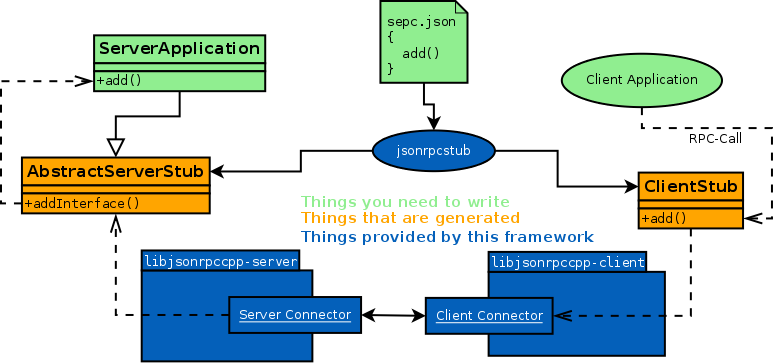 sepc.json
{
add()
}
ServerApplication
+add()
Client Application
RPC-Call
jsonrpcstub
AbstractServerStub
+addInterface()
ClientStub
+add()
Things you need to write
Things that are generated
Things provided by this framework
libjsonrpccpp-server
Server Connector
libjsonrpccpp-client
Client Connector